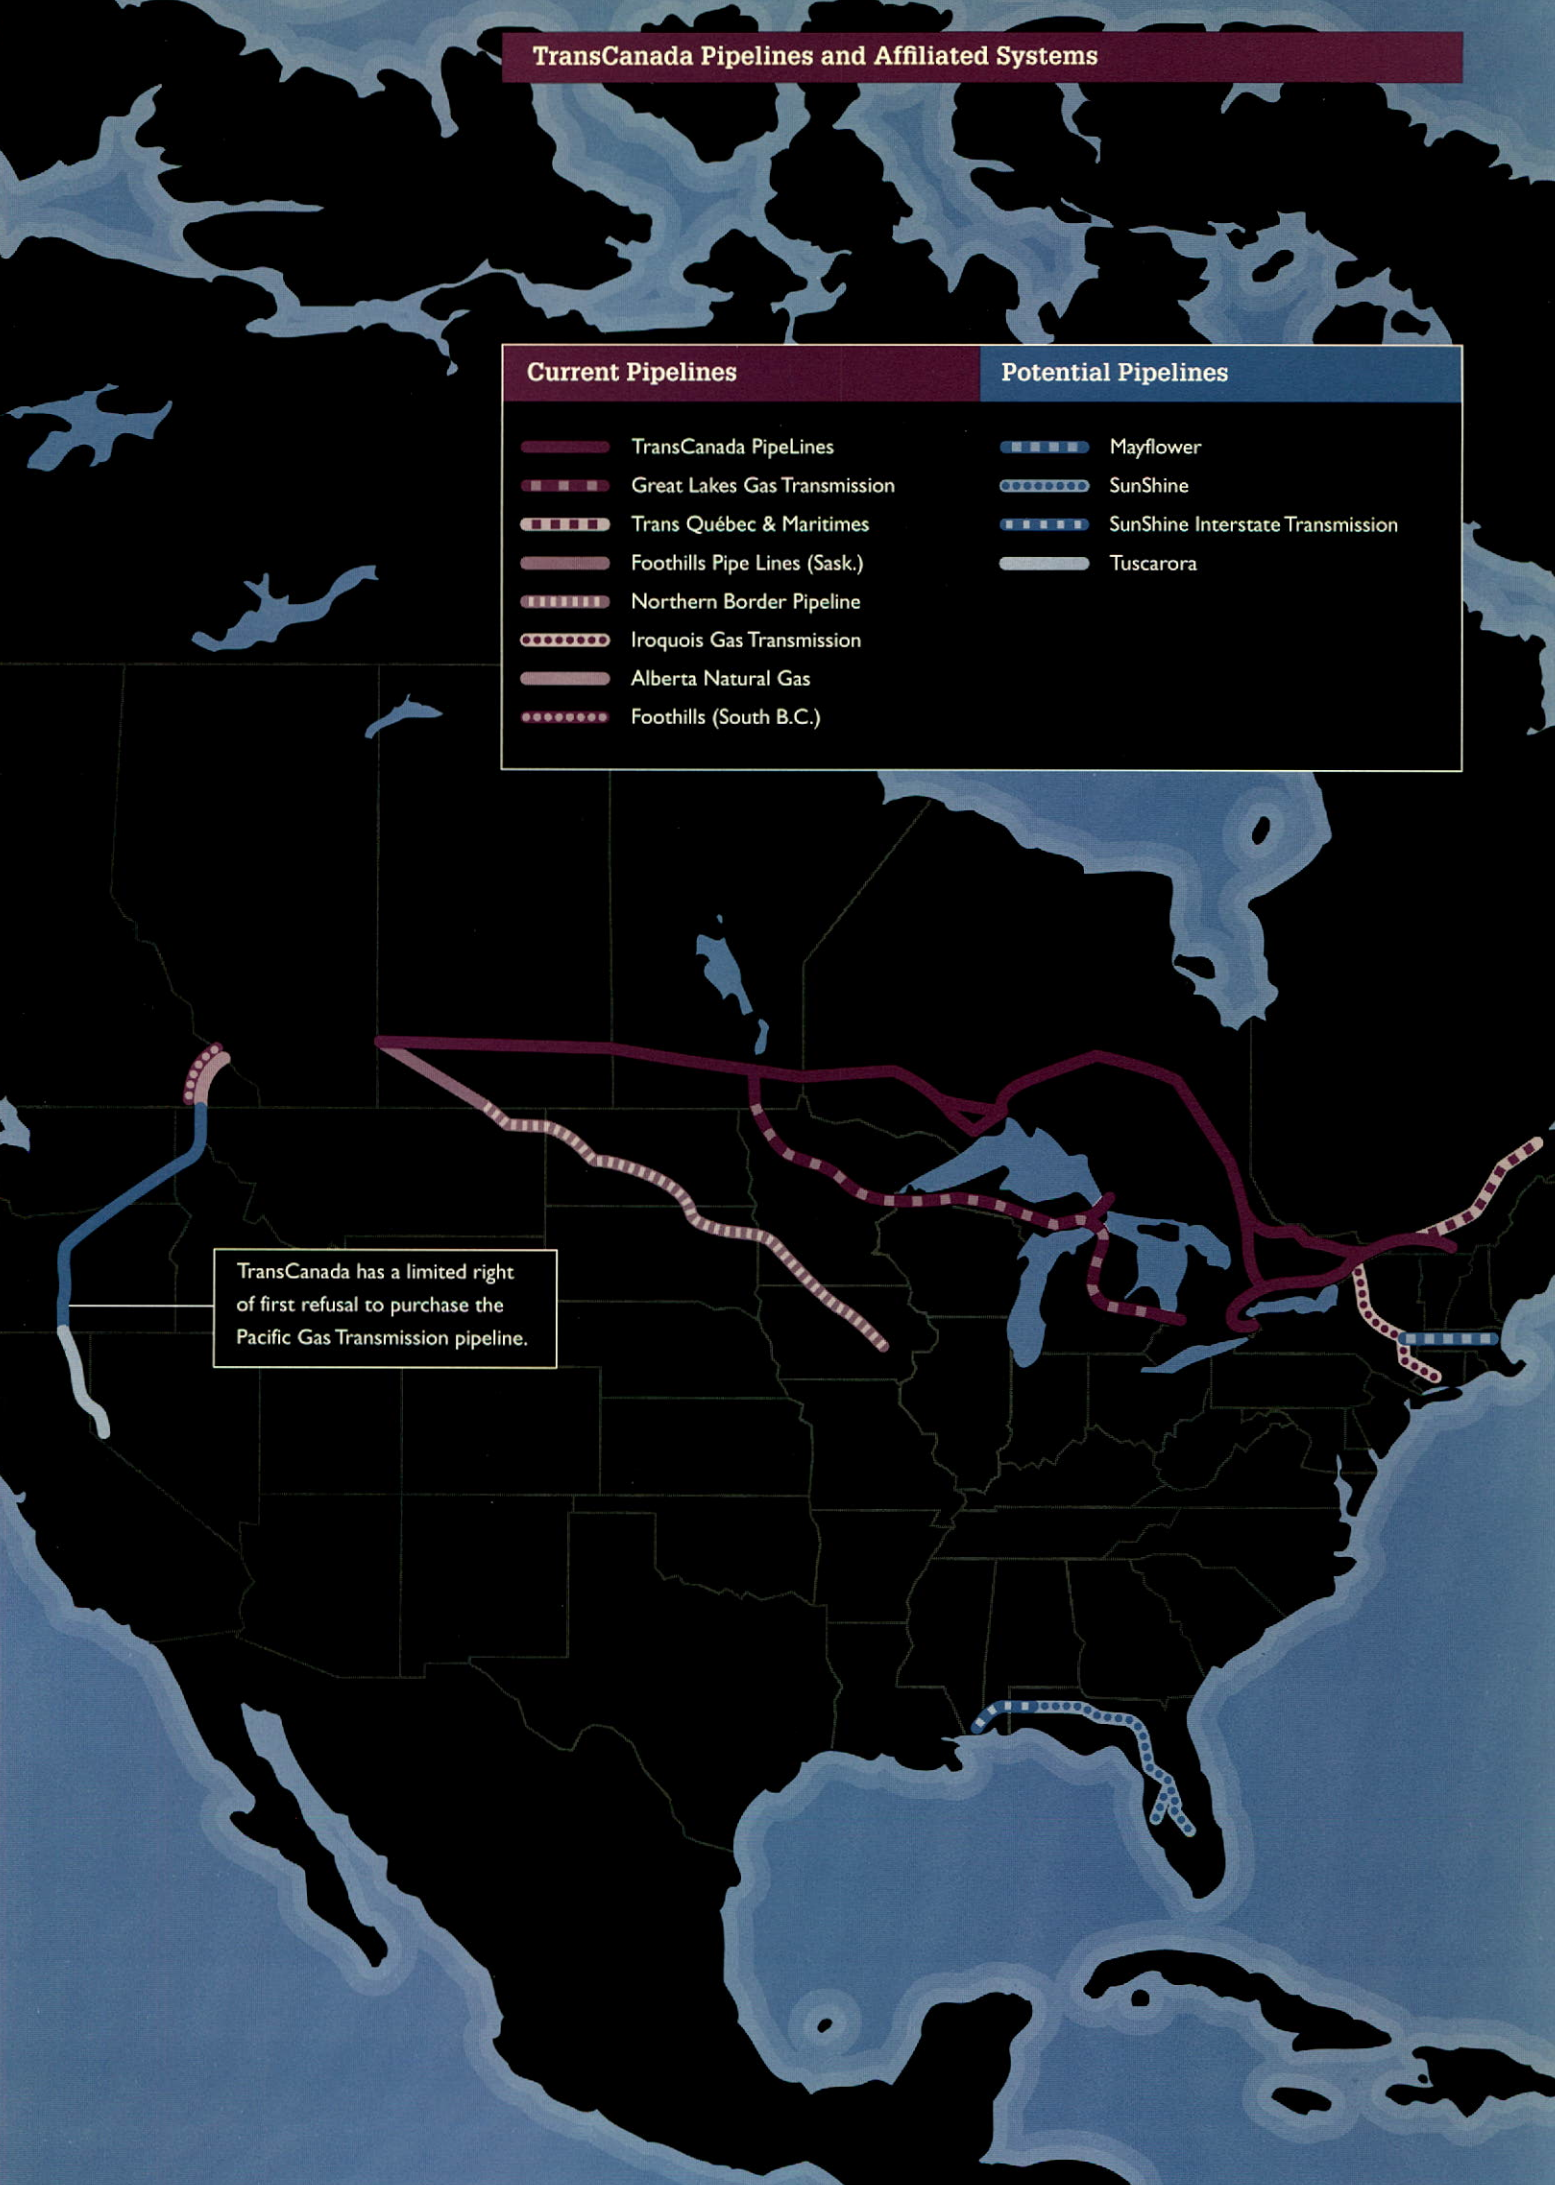 TransCanada Pipelines and Affiliated Systems
Current Pipelines
TransCanada PipeLines
Great Lakes Gas Transmission
Trans Québec & Maritimes
Foothills Pipe Lines (Sask.)
Northern Border Pipeline
Iroquois Gas Transmission
Alberta Natural Gas
Foothills (South B.C.)
Potential Pipelines
Mayflower
SunShine
SunShine Interstate Transmission
Tuscarora
TransCanada has a limited right
of first refusal to purchase the
Pacific Gas Transmission pipeline.